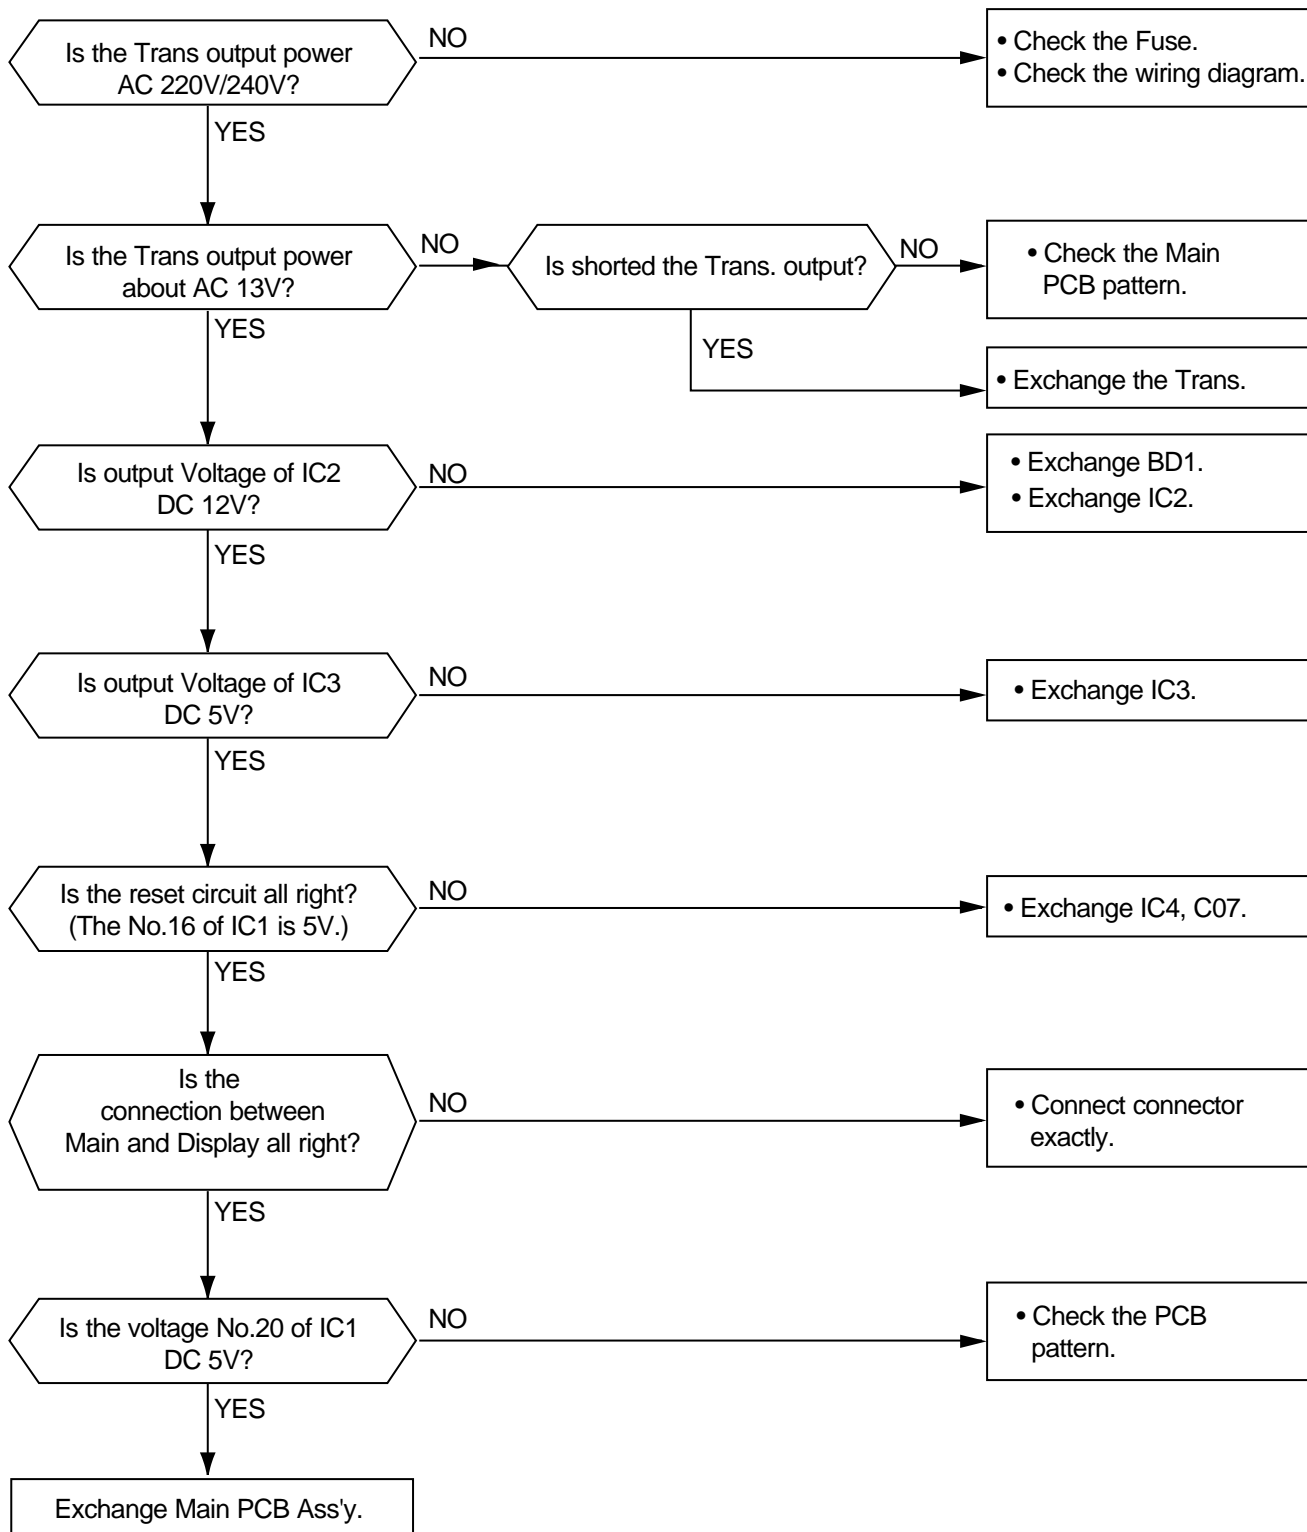 Is the Trans output power
AC 220V/240V?
NO
• Check the Fuse.
• Check the wiring diagram.
YES
Is the Trans output power
about AC 13V?
NO
Is shorted the Trans. output?
NO
• Check the Main
PCB pattern.
YES
YES
• Exchange the Trans.
Is output Voltage of IC2
DC 12V?
NO
• Exchange BD1.
• Exchange IC2.
YES
Is output Voltage of IC3
DC 5V?
NO
• Exchange IC3.
YES
Is the reset circuit all right?
(The No.16 of IC1 is 5V.)
NO
• Exchange IC4, C07.
YES
Is the
connection between
Main and Display all right?
NO
• Connect connector
exactly.
YES
Is the voltage No.20 of IC1
DC 5V?
NO
• Check the PCB
pattern.
YES
Exchange Main PCB Ass'y.